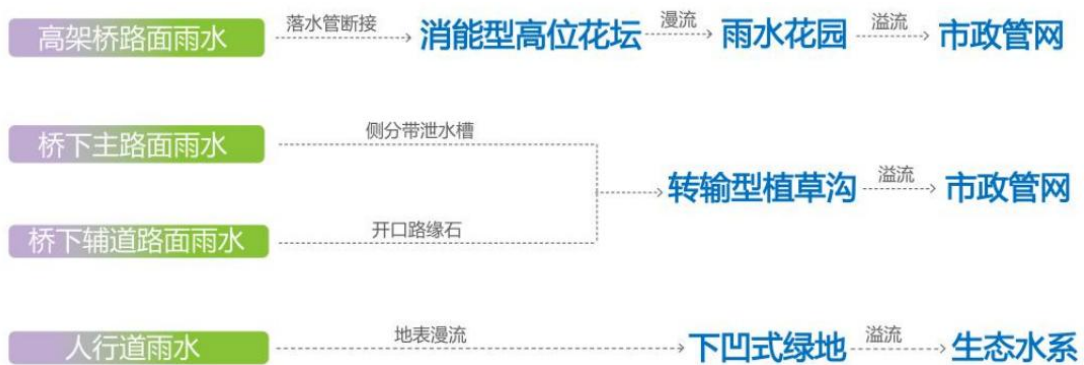 高架桥路面雨水 落水管断接 消能型高位花坛 漫流 雨水花园 溢流 市政管网
桥下主路面雨水 侧分带泄水槽
转输型植草沟 溢流 市政管网
桥下辅道路面雨水 开口路缘石
人行道雨水 地表漫流 下凹式绿地 溢流 生态水系